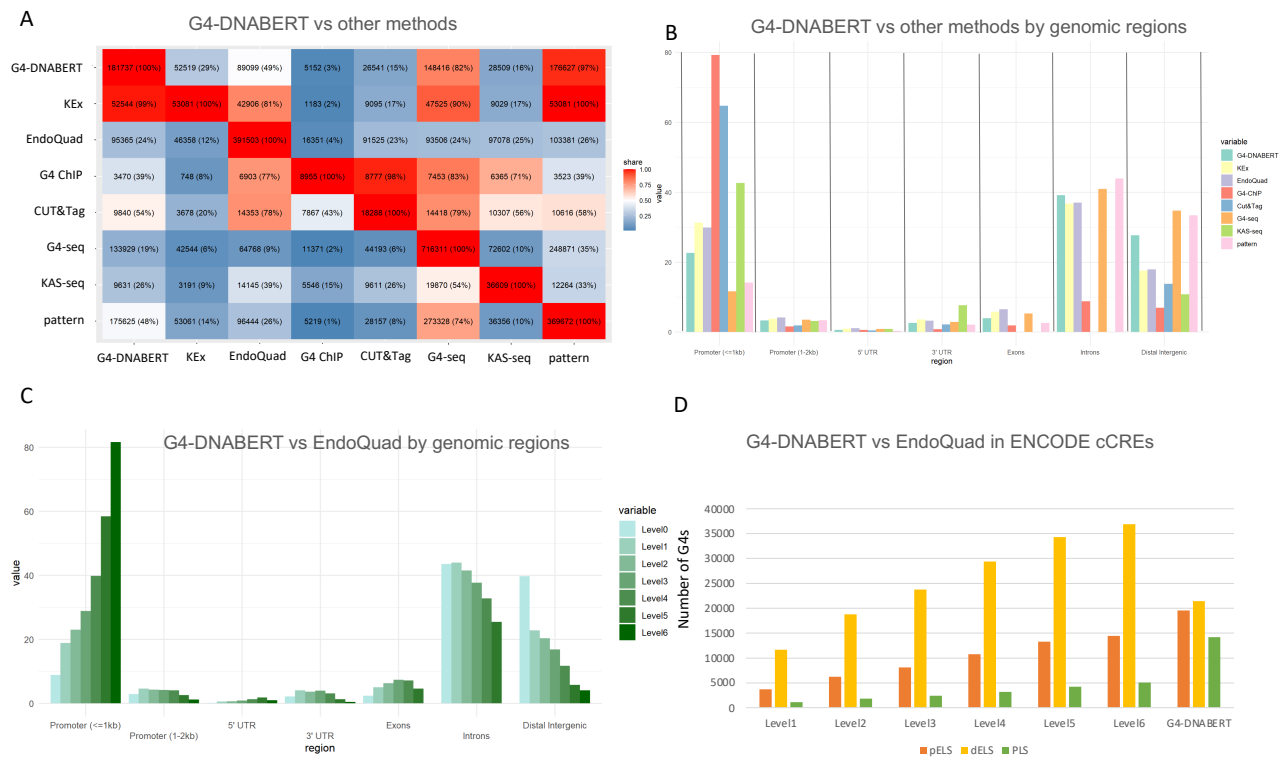 A
G4-DNABERT vs other methods
G4-DNABERT 181737 (100%) 52519 (29%) 89099 (49%) 5152 (3%) 26541 (15%) 148416 (82%) 28509 (16%) 176627 (97%)
KEx 52544 (99%) 53081 (100%) 42906 (81%) 1183 (2%) 9095 (17%) 47525 (90%) 9029 (17%) (100%)
EndoQuad 95365 (24%) 46358 (12%) (100%) 16351 (4%) 91525 (23%) 93506 (24%) 97078 (25%) 103381 (26%)
G4 ChIP 3470 (39%) 748 (8%) 6903 (77%) 8955 (100%) 8777 (98%) 7453 (83%) 6365 (71%) 3523 (39%)
CUT&Tag 9840 (54%) 3678 (20%) 14353 (78%) 7867 (43%) 18288 (100%) 14418 (79%) 10307 (56%) 10616 (58%)
G4-seq 133929 (19%) 42544 (6%) 64768 (9%) 11371 (2%) 44193 (6%) (100%) 72602 (10%) 248871 (35%)
KAS-seq 9631 (26%) 3191 (9%) 14145 (39%) 5546 (15%) 9611 (26%) 19870 (54%) (100%) 12264 (33%)
pattern 175625 (48%) 53061 (14%) 96444 (26%) 5219 (1%) 28157 (8%) 273328 (74%) 36356 (10%) 369672 (100%)
G4-DNABERT KEx EndoQuad G4 ChIP CUT&Tag G4-seq KAS-seq pattern
share
1.00
0.75
0.50
0.25
B
G4-DNABERT vs other methods by genomic regions
value
80
60
40
20
0
Promoter (<=1kb) Promoter (1-2kb) 5' UTR 3' UTR Exons Introns Distal Intergenic
region
variable
G4-DNABERT
KEx
EndoQuad
G4-ChIP
Cut&Tag
G4-seq
KAS-seq
pattern
C
G4-DNABERT vs EndoQuad by genomic regions
value
80
60
40
20
0
Promoter (<=1kb) Promoter (1-2kb) 5' UTR 3' UTR Exons Introns Distal Intergenic
region
variable
Level0
Level1
Level2
Level3
Level4
Level5
Level6
D
G4-DNABERT vs EndoQuad in ENCODE cCREs
Number of G4s
40000
35000
30000
25000
20000
15000
10000
5000
0
Level1 Level2 Level3 Level4 Level5 Level6 G4-DNABERT
pELS dELS PLS